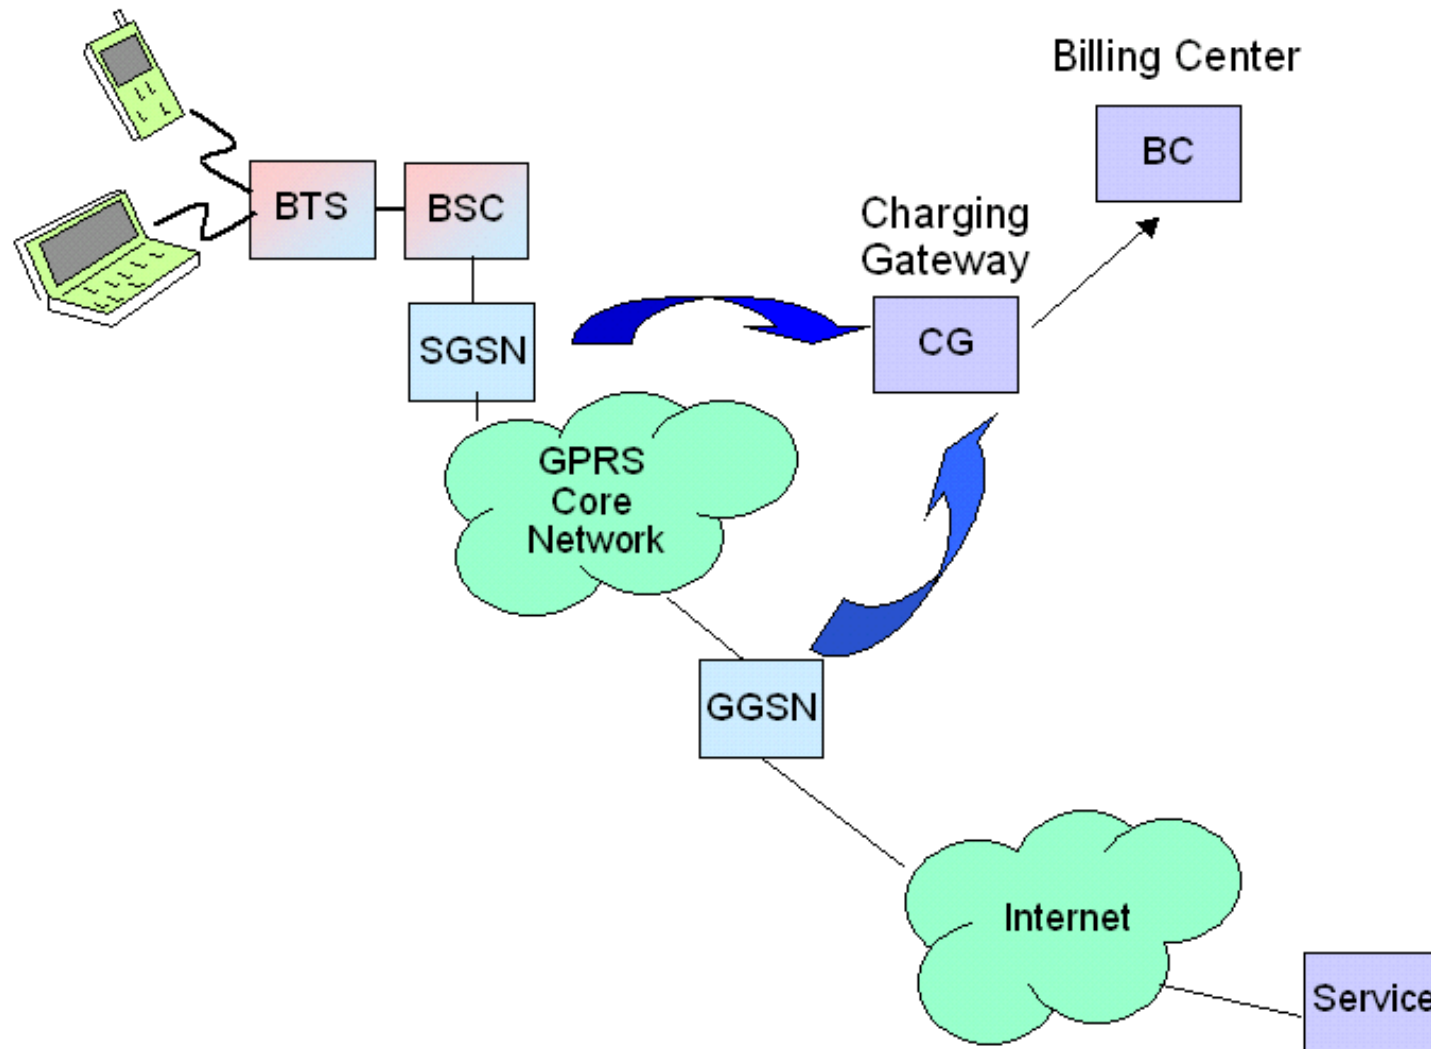 Billing Center
BC
BTS
BSC
Charging
Gateway
SGSN
CG
GPRS
Core
Network
GGSN
Internet
Service